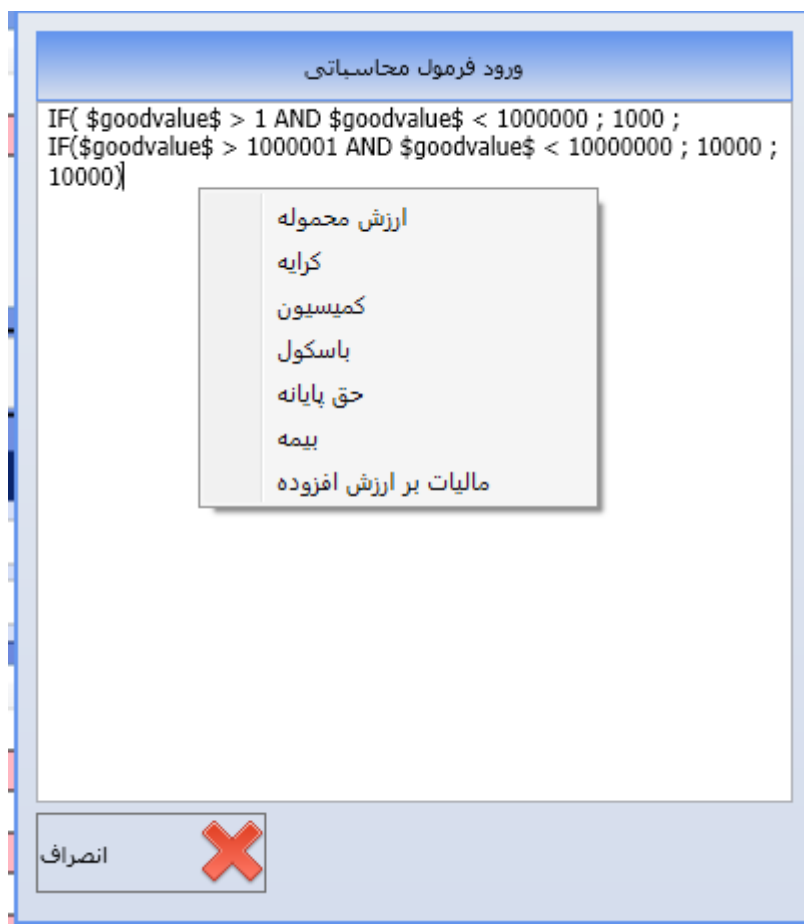 ورود فرمول محاسباتی
IF( $goodvalue$ > 1 AND $goodvalue$ < 1000000 ; 1000 ;
IF($goodvalue$ > 1000001 AND $goodvalue$ < 10000000 ; 10000 ;
10000)
ارزش محموله
کرایه
کمیسیون
باسکول
حق پایانه
بیمه
مالیات بر ارزش افزوده
انصراف